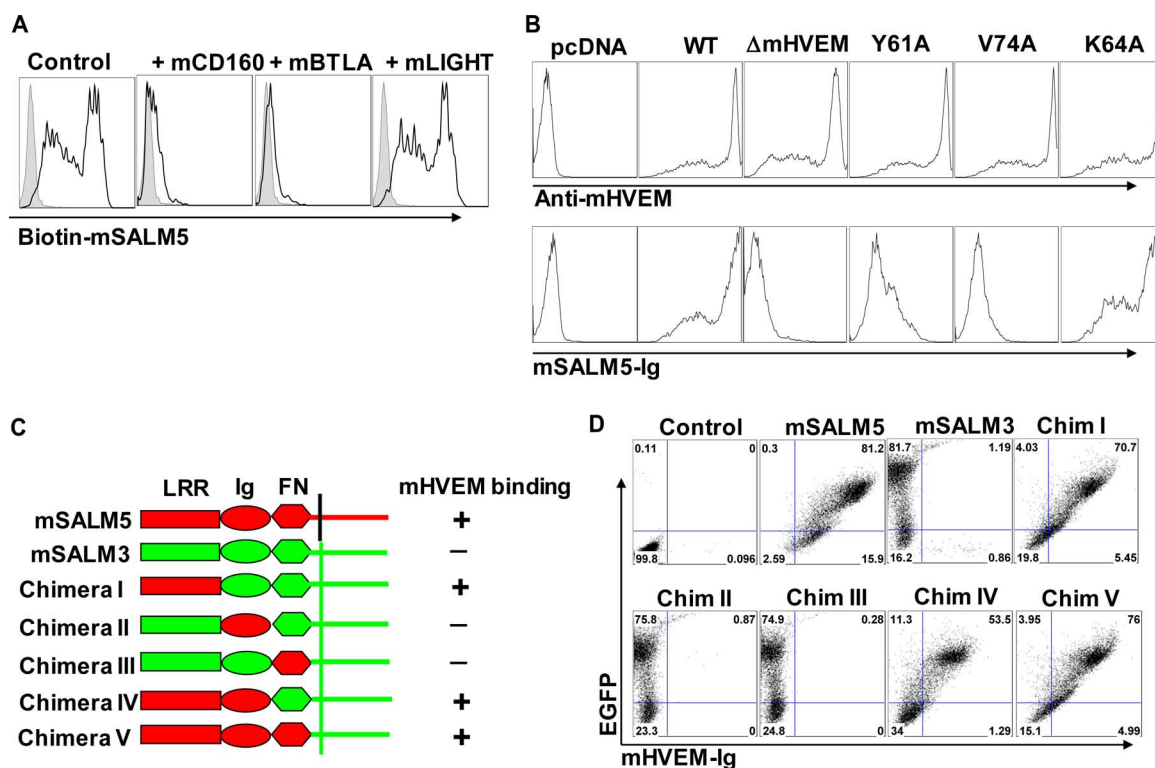 A
Control + mCD160 + mBTLA + mLIGHT
Biotin-mSALM5
B
pcDNA WT ΔmHVEM Y61A V74A K64A
Anti-mHVEM
mSALM5-Ig
C
LRR Ig FN mHVEM binding
mSALM5 +
mSALM3 −
Chimera I +
Chimera II −
Chimera III −
Chimera IV +
Chimera V +
D
Control mSALM5 mSALM3 Chim I
0.11 0 0.3 81.2 81.7 1.19 4.03 70.7
99.8 0.096 2.59 15.9 16.2 0.86 19.8 5.45
Chim II Chim III Chim IV Chim V
75.8 0.87 74.9 0.28 11.3 53.5 3.95 76
23.3 0 24.8 0 34 1.29 15.1 4.99
EGFP
mHVEM-Ig